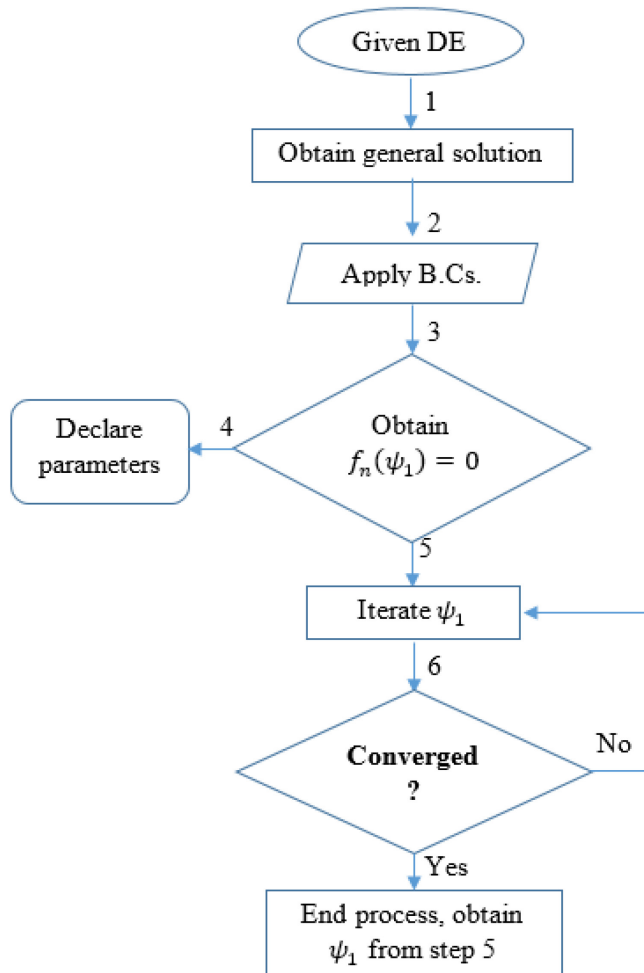 Given DE
1
Obtain general solution
2
Apply B.Cs.
3
Declare
parameters
4
Obtain
fₙ(ψ₁) = 0
5
Iterate ψ₁
6
Converged
?
No
Yes
End process, obtain
ψ₁ from step 5